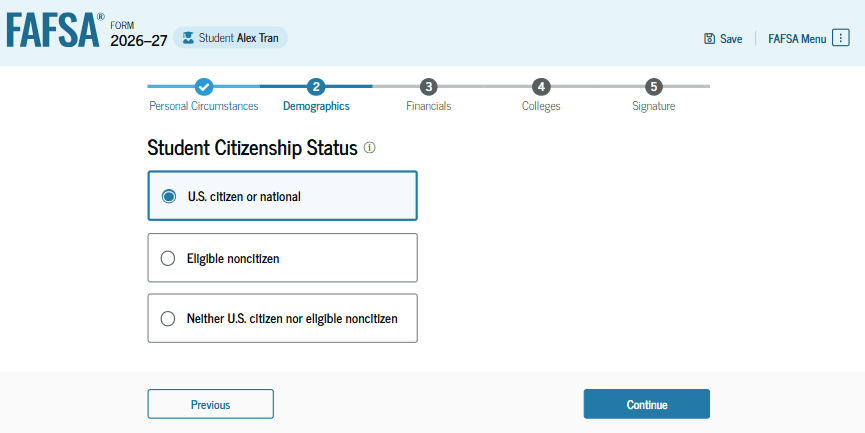 FAFSA® FORM 2026–27 Student Alex Tran Save FAFSA Menu
2 3 4 5
Personal Circumstances Demographics Financials Colleges Signature
Student Citizenship Status
U.S. citizen or national
Eligible noncitizen
Neither U.S. citizen nor eligible noncitizen
Previous Continue